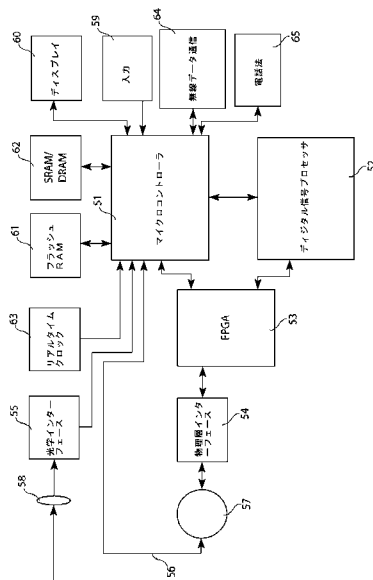 60
ディスプレイ
59
入力
64
無線データ通信
65
電話法
62
SRAM/
DRAM
61
フラッシュ
RAM
51
マイクロコントローラ
52
ディジタル信号プロセッサ
63
リアルタイム
クロック
55
光学インター
フェース
58
FPGA
53
物理層インタ
ーフェース
54
57
56